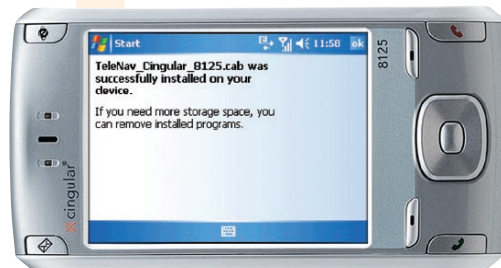 Start 11:58 ok
TeleNav_Cingular_8125.cab was
successfully installed on your
device.
If you need more storage space, you
can remove installed programs.
cingular
8125